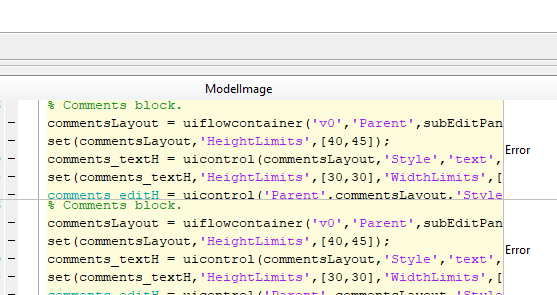 ModelImage
% Comments block.
commentsLayout = uiflowcontainer('v0','Parent',subEditPan
set(commentsLayout,'HeightLimits',[40,45]);
comments_textH = uicontrol(commentsLayout,'Style','text',
set(comments_textH,'HeightLimits',[30,30],'WidthLimits',[
comments_editH = uicontrol('Parent',commentsLayout,'Style
Error
% Comments block.
commentsLayout = uiflowcontainer('v0','Parent',subEditPan
set(commentsLayout,'HeightLimits',[40,45]);
comments_textH = uicontrol(commentsLayout,'Style','text',
set(comments_textH,'HeightLimits',[30,30],'WidthLimits',[
comments_editH = uicontrol('Parent',commentsLayout,'Style
Error